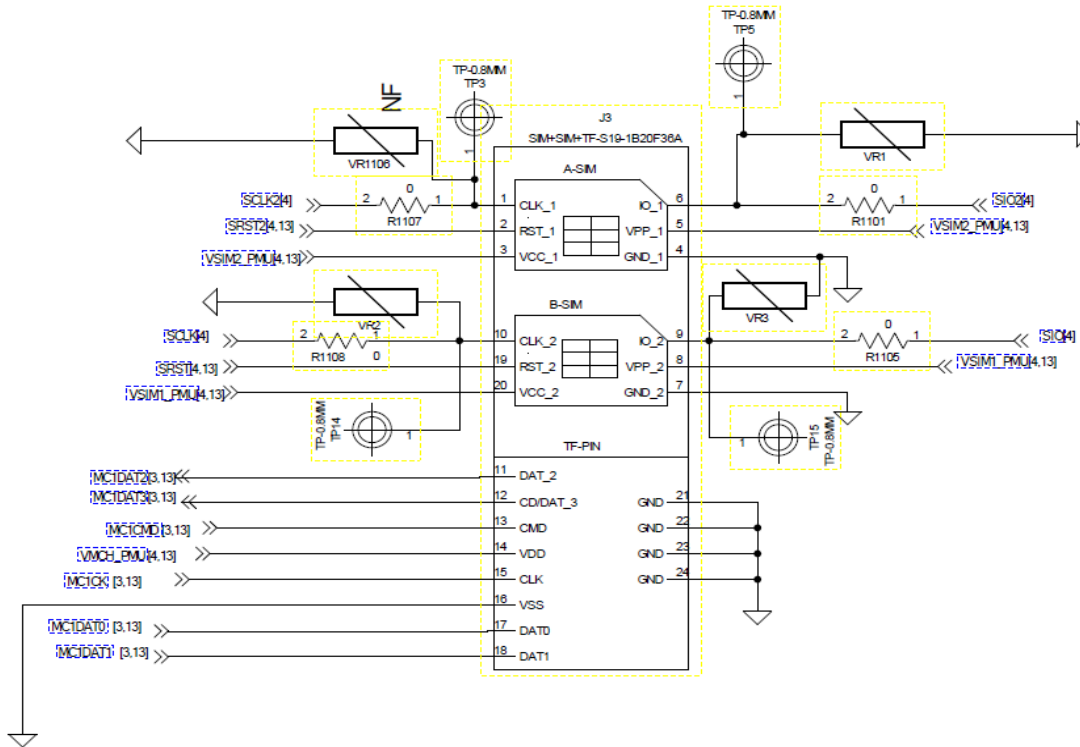 TP-0.8MM
TP5
TP-0.8MM
TP3
1
1
NF
VR1106
J3
SIM+SIM+TF-S19-1B20F36A
VR1
A-SIM
SCLK2[4]
2
0
1
R1107
1
CLK_1
IO_1
6
2
0
1
R1101
SIO2[4]
SRST2[4,13]
2
RST_1
VPP_1
5
VSIM2_PMU[4,13]
VSIM2_PMU[4,13]
3
VCC_1
GND_1
4
VR2
B-SIM
VR3
SCLK[4]
2
1
R1108
0
10
CLK_2
IO_2
9
2
0
1
R1105
SIO[4]
SRST[4,13]
19
RST_2
VPP_2
8
VSIM1_PMU[4,13]
VSIM1_PMU[4,13]
20
VCC_2
GND_2
7
TP-0.8MM
TP14
1
1
TP15
TP-0.8MM
TF-PIN
MC1DAT2[3,13]
11
DAT_2
MC1DAT3[3,13]
12
CD/DAT_3
GND
21
MC1CMD[3,13]
13
CMD
GND
22
VMCH_PMU[4,13]
14
VDD
GND
23
MC1CK [3,13]
15
CLK
GND
24
16
VSS
MC1DAT0 [3,13]
17
DAT0
MC1DAT1 [3,13]
18
DAT1